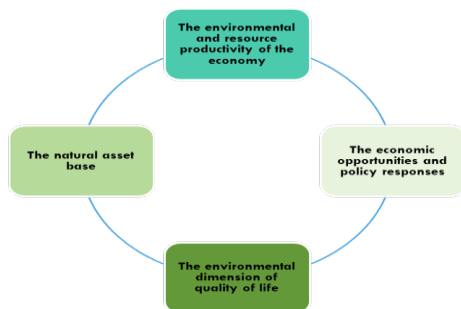 The environmental
and resource
productivity of the
economy
The natural asset
base
The economic
opportunities and
policy responses
The environmental
dimension of
quality of life